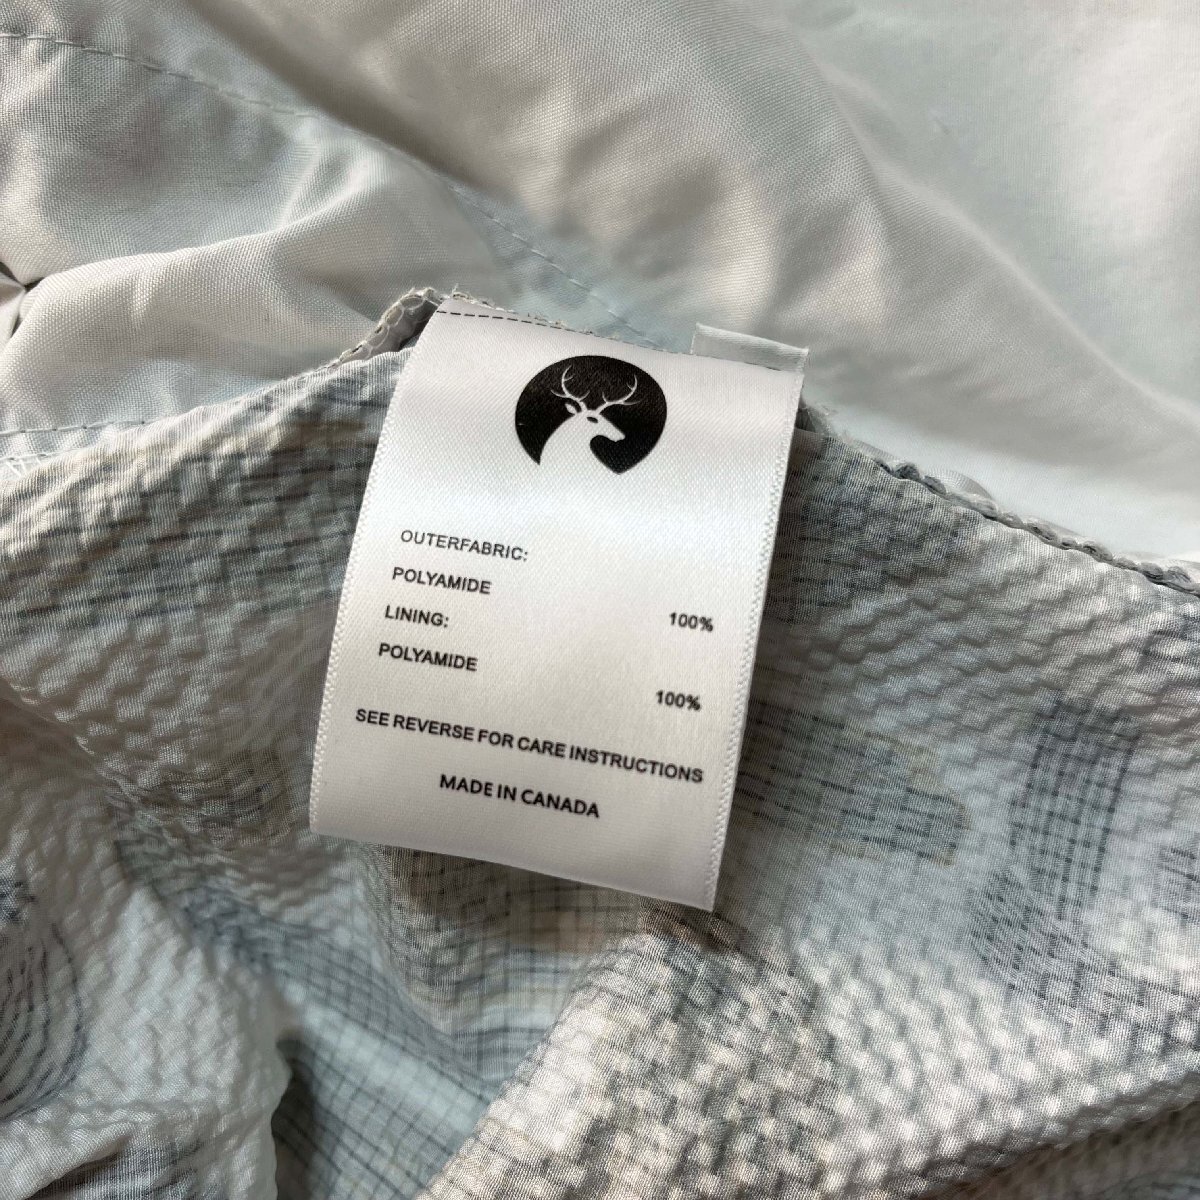 OUTERFABRIC:
POLYAMIDE 100%
LINING:
POLYAMIDE 100%
SEE REVERSE FOR CARE INSTRUCTIONS
MADE IN CANADA